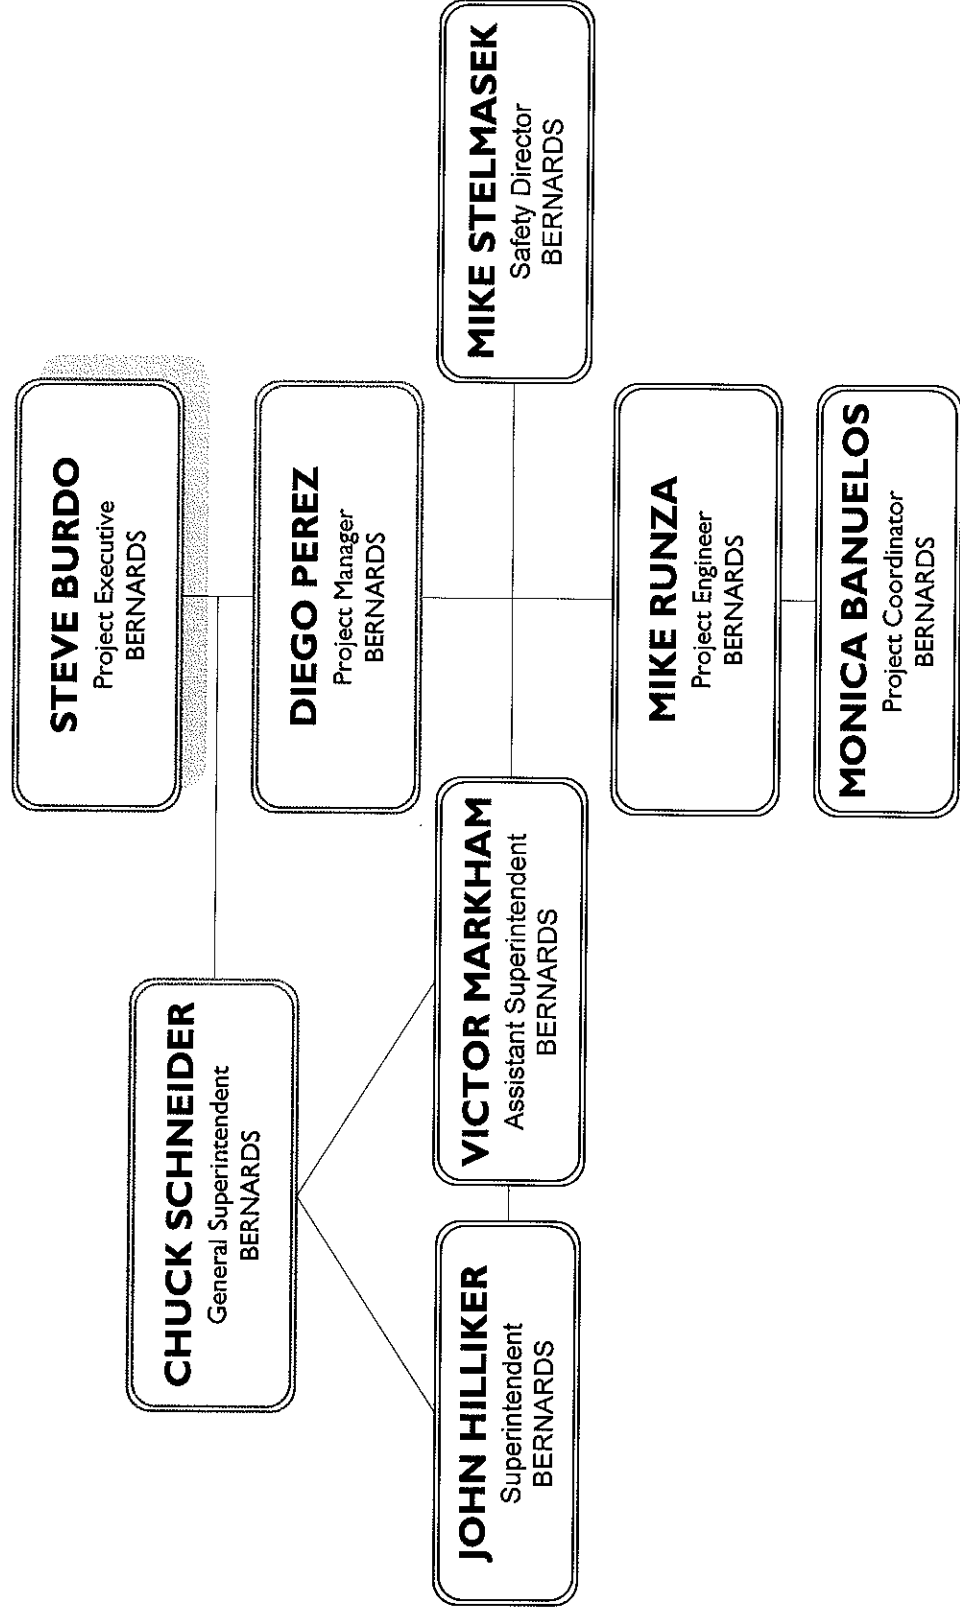 STEVE BURDO
Project Executive
BERNARDS
CHUCK SCHNEIDER
General Superintendent
BERNARDS
DIEGO PEREZ
Project Manager
BERNARDS
JOHN HILLIKER
Superintendent
BERNARDS
VICTOR MARKHAM
Assistant Superintendent
BERNARDS
MIKE STELMASEK
Safety Director
BERNARDS
MIKE RUNZA
Project Engineer
BERNARDS
MONICA BANUELOS
Project Coordinator
BERNARDS